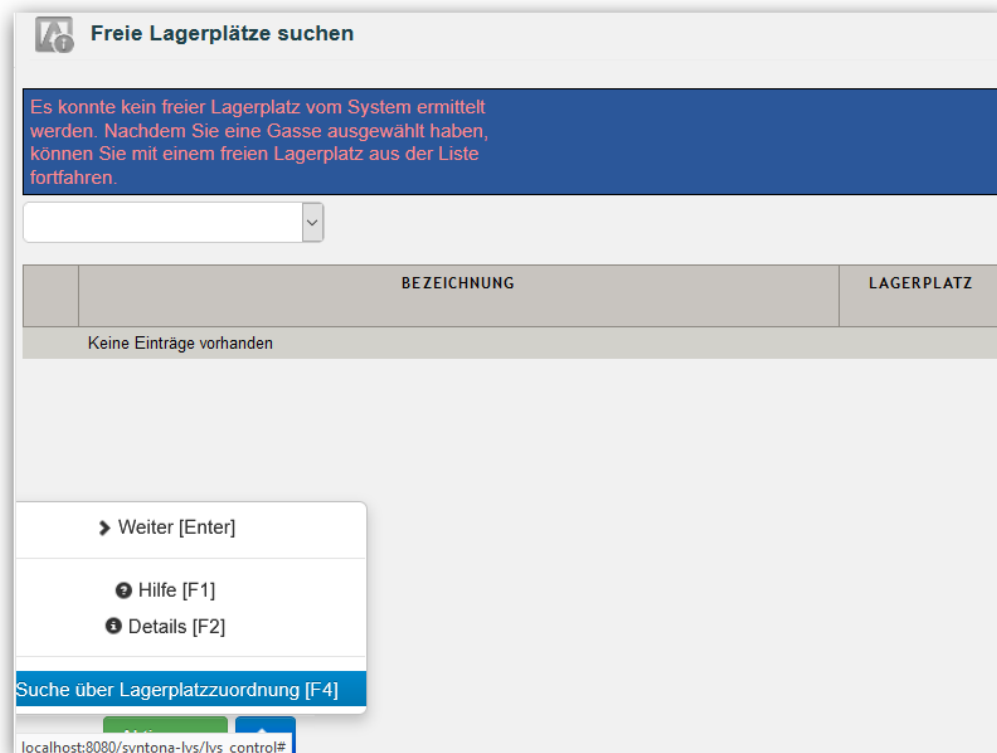 Freie Lagerplätze suchen
Es konnte kein freier Lagerplatz vom System ermittelt
werden. Nachdem Sie eine Gasse ausgewählt haben,
können Sie mit einem freien Lagerplatz aus der Liste
fortfahren.
BEZEICHNUNG LAGERPLATZ
Keine Einträge vorhanden
Weiter [Enter]
Hilfe [F1]
Details [F2]
Suche über Lagerplatzzuordnung [F4]
localhost:8080/syntona-lvs/lvs_control#